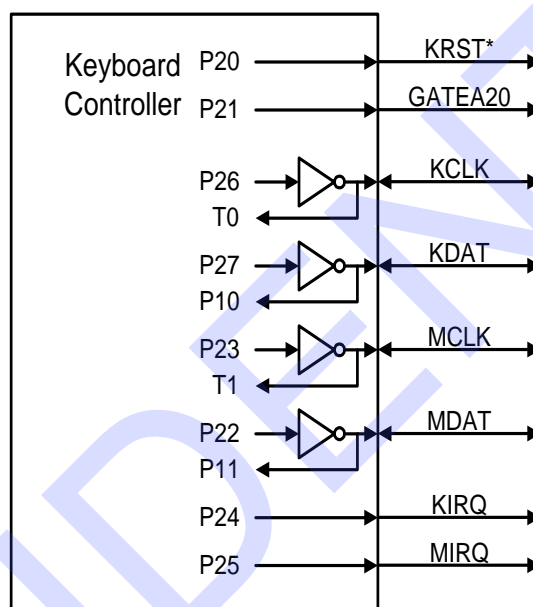 Keyboard
Controller
P20 KRST*
P21 GATEA20
P26 KCLK
T0
P27 KDAT
P10
P23 MCLK
T1
P22 MDAT
P11
P24 KIRQ
P25 MIRQ